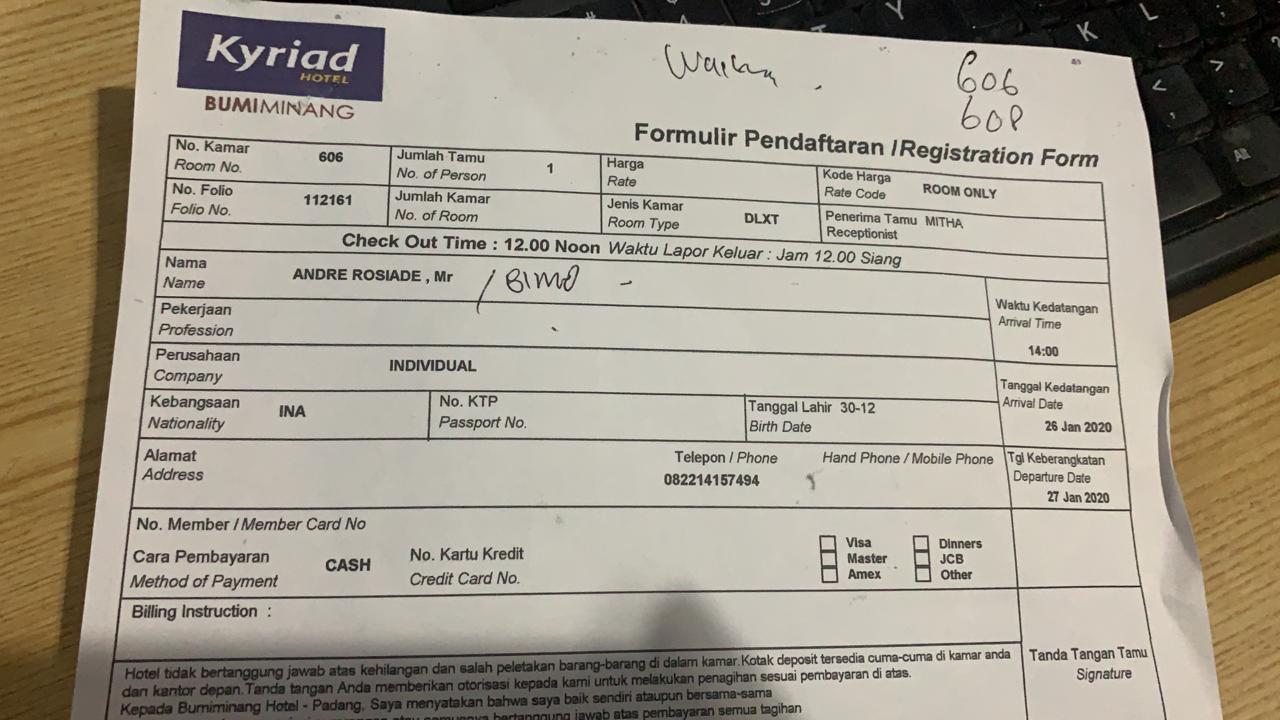 Kyriad
HOTEL
BUMIMINANG
606
608
Formulir Pendaftaran / Registration Form
No. Kamar 606 Jumlah Tamu 1 Harga Kode Harga ROOM ONLY
Room No. No. of Person Rate Rate Code
No. Folio 112161 Jumlah Kamar Jenis Kamar DLXT Penerima Tamu MITHA
Folio No. No. of Room Room Type Receptionist
Check Out Time : 12.00 Noon Waktu Lapor Keluar : Jam 12.00 Siang
Nama ANDRE ROSIADE , Mr / BIMO -
Name
Waktu Kedatangan
Arrival Time
14:00
Pekerjaan
Profession
Perusahaan INDIVIDUAL
Company
Tanggal Kedatangan
Arrival Date
26 Jan 2020
Kebangsaan INA No. KTP Tanggal Lahir 30-12
Nationality Passport No. Birth Date
Alamat Telepon / Phone Hand Phone / Mobile Phone
Address 082214157494
Tgl Keberangkatan
Departure Date
27 Jan 2020
No. Member / Member Card No
Cara Pembayaran CASH No. Kartu Kredit
Method of Payment Credit Card No.
Visa Dinners
Master JCB
Amex Other
Billing Instruction :
Tanda Tangan Tamu
Signature
Hotel tidak bertanggung jawab atas kehilangan dan salah peletakan barang-barang di dalam kamar.Kotak deposit tersedia cuma-cuma di kamar anda
dan kantor depan.Tanda tangan Anda memberikan otorisasi kepada kami untuk melakukan penagihan sesuai pembayaran di atas.
Kepada Bumiminang Hotel - Padang, Saya menyatakan bahwa saya baik sendiri ataupun bersama-sama
bertanggung jawab atas pembayaran semua tagihan